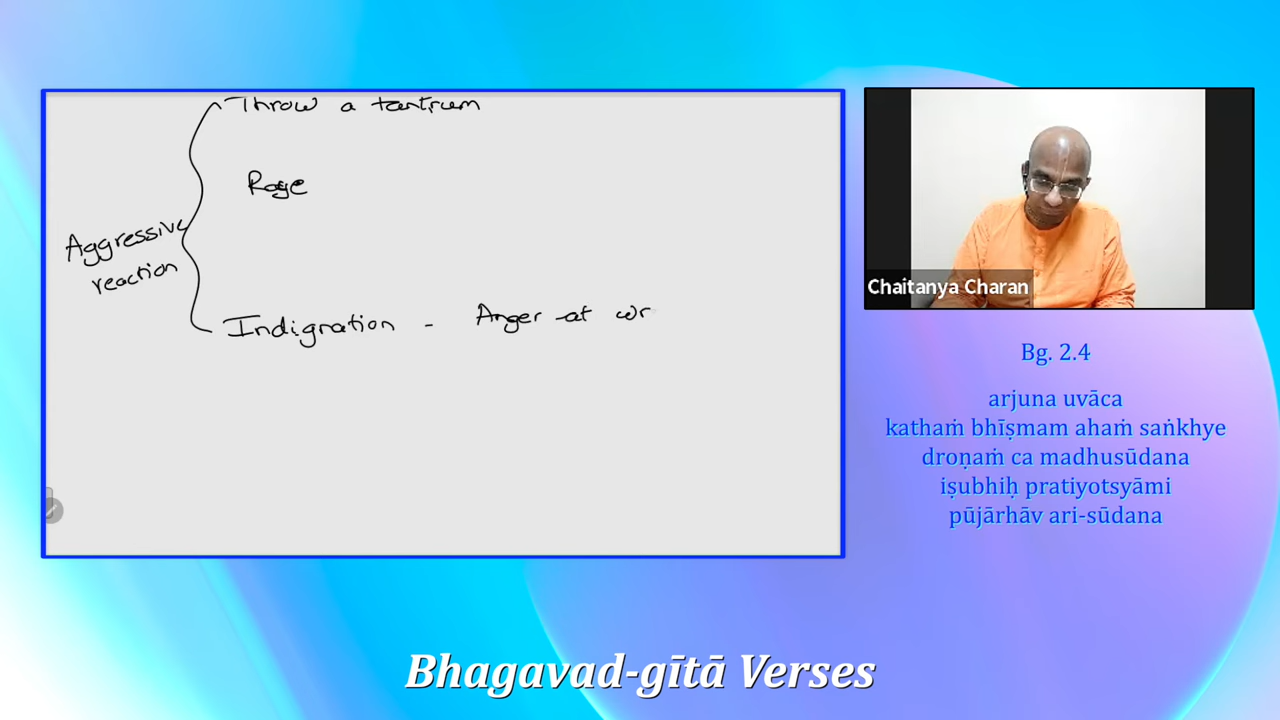 Throw a tantrum
Rage
Aggressive
reaction
Indignation - Anger at wr
Chaitanya Charan
Bg. 2.4
arjuna uvāca
kathaṁ bhīṣmam ahaṁ saṅkhye
droṇaṁ ca madhusūdana
iṣubhiḥ pratiyotsyāmi
pūjārhāv ari-sūdana
Bhagavad-gītā Verses